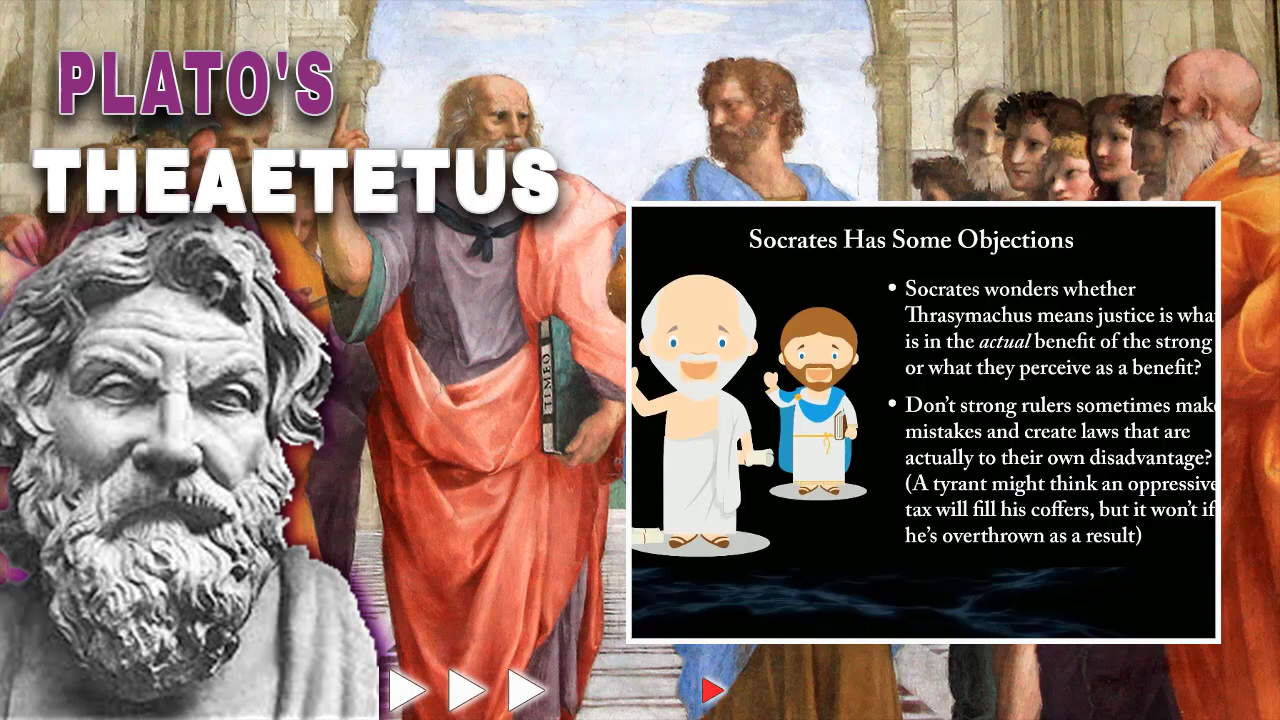 PLATO'S
THEAETETUS
TIMEO
Socrates Has Some Objections
• Socrates wonders whether
Thrasymachus means justice is wha
is in the actual benefit of the strong
or what they perceive as a benefit?
• Don't strong rulers sometimes mak
mistakes and create laws that are
actually to their own disadvantage?
(A tyrant might think an oppressive
tax will fill his coffers, but it won't if
he's overthrown as a result)